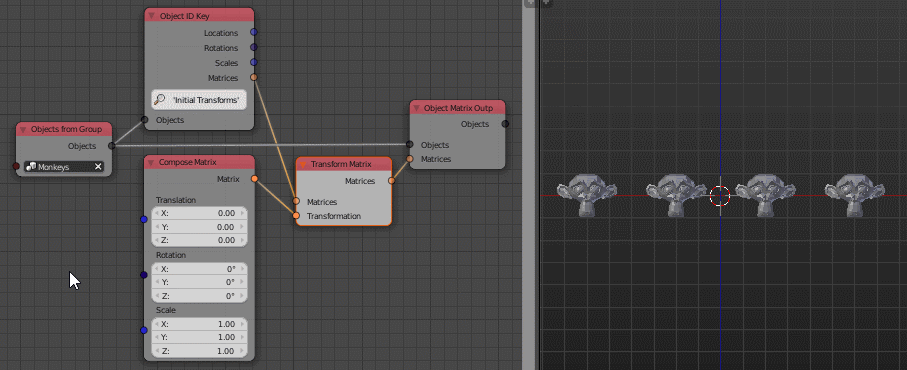 Object ID Key
Locations
Rotations
Scales
Matrices
'Initial Transforms'
Objects
Objects from Group
Objects
Monkeys
Compose Matrix
Matrix
Translation
X: 0.00
Y: 0.00
Z: 0.00
Rotation
X: 0°
Y: 0°
Z: 0°
Scale
X: 1.00
Y: 1.00
Z: 1.00
Transform Matrix
Matrices
Matrices
Transformation
Object Matrix Outp
Objects
Objects
Matrices